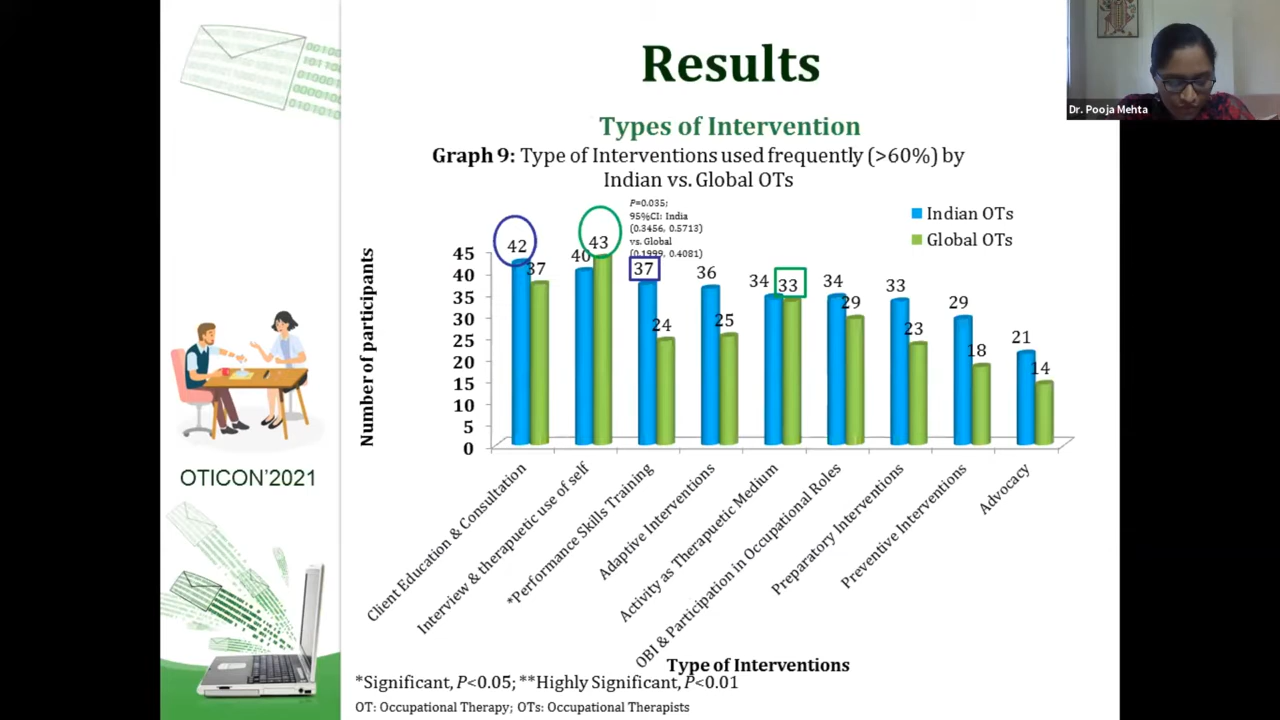 Results
Dr. Pooja Mehta
Types of Intervention
Graph 9: Type of Interventions used frequently (>60%) by
Indian vs. Global OTs
P=0.035;
95%CI: India
(0.3456, 0.5713)
vs. Global
(0.1999, 0.4081)
Indian OTs
Global OTs
Number of participants
45
40
35
30
25
20
15
10
5
0
42
37
40
43
37
24
36
25
34
33
34
29
33
23
29
18
21
14
Client Education & Consultation
Interview & therapuetic use of self
*Performance Skills Training
Adaptive Interventions
Activity as Therapuetic Medium
OBI & Participation in Occupational Roles
Preparatory Interventions
Preventive Interventions
Advocacy
Type of Interventions
*Significant, P<0.05; **Highly Significant, P<0.01
OT: Occupational Therapy; OTs: Occupational Therapists
OTICON'2021